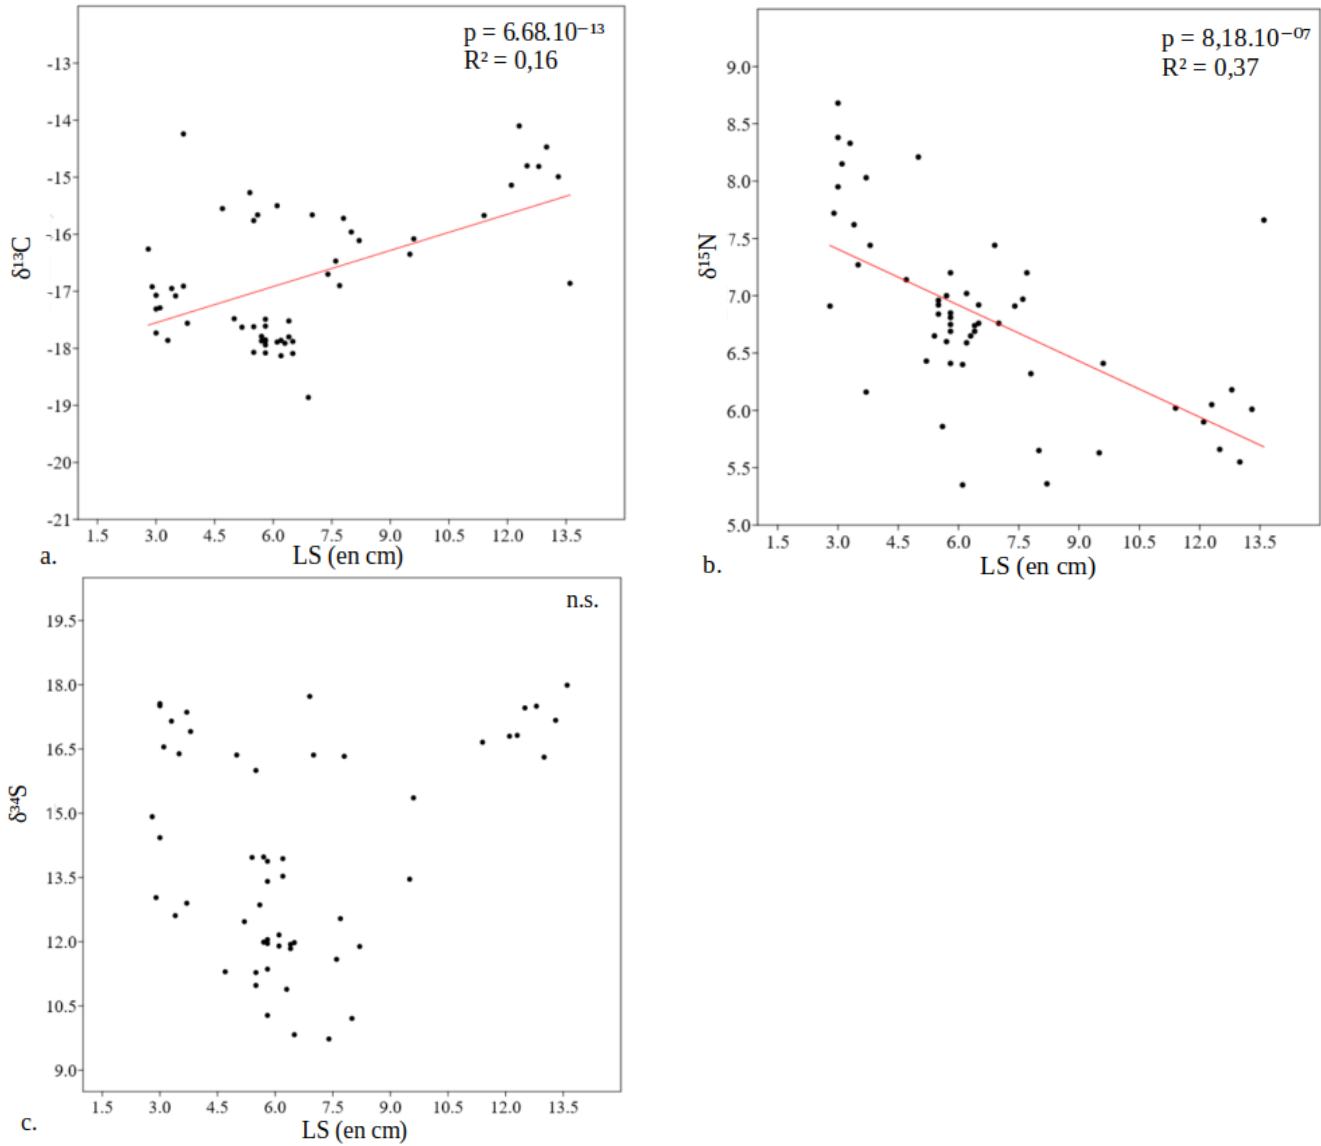 p = 6.68.10⁻¹³
R² = 0,16
-13
-14
-15
-16
-17
-18
-19
-20
-21
δ¹³C
1.5 3.0 4.5 6.0 7.5 9.0 10.5 12.0 13.5
LS (en cm)
a.
p = 8,18.10⁻⁰⁷
R² = 0,37
9.0
8.5
8.0
7.5
7.0
6.5
6.0
5.5
5.0
δ¹⁵N
1.5 3.0 4.5 6.0 7.5 9.0 10.5 12.0 13.5
LS (en cm)
b.
n.s.
19.5
18.0
16.5
15.0
13.5
12.0
10.5
9.0
δ³⁴S
1.5 3.0 4.5 6.0 7.5 9.0 10.5 12.0 13.5
LS (en cm)
c.